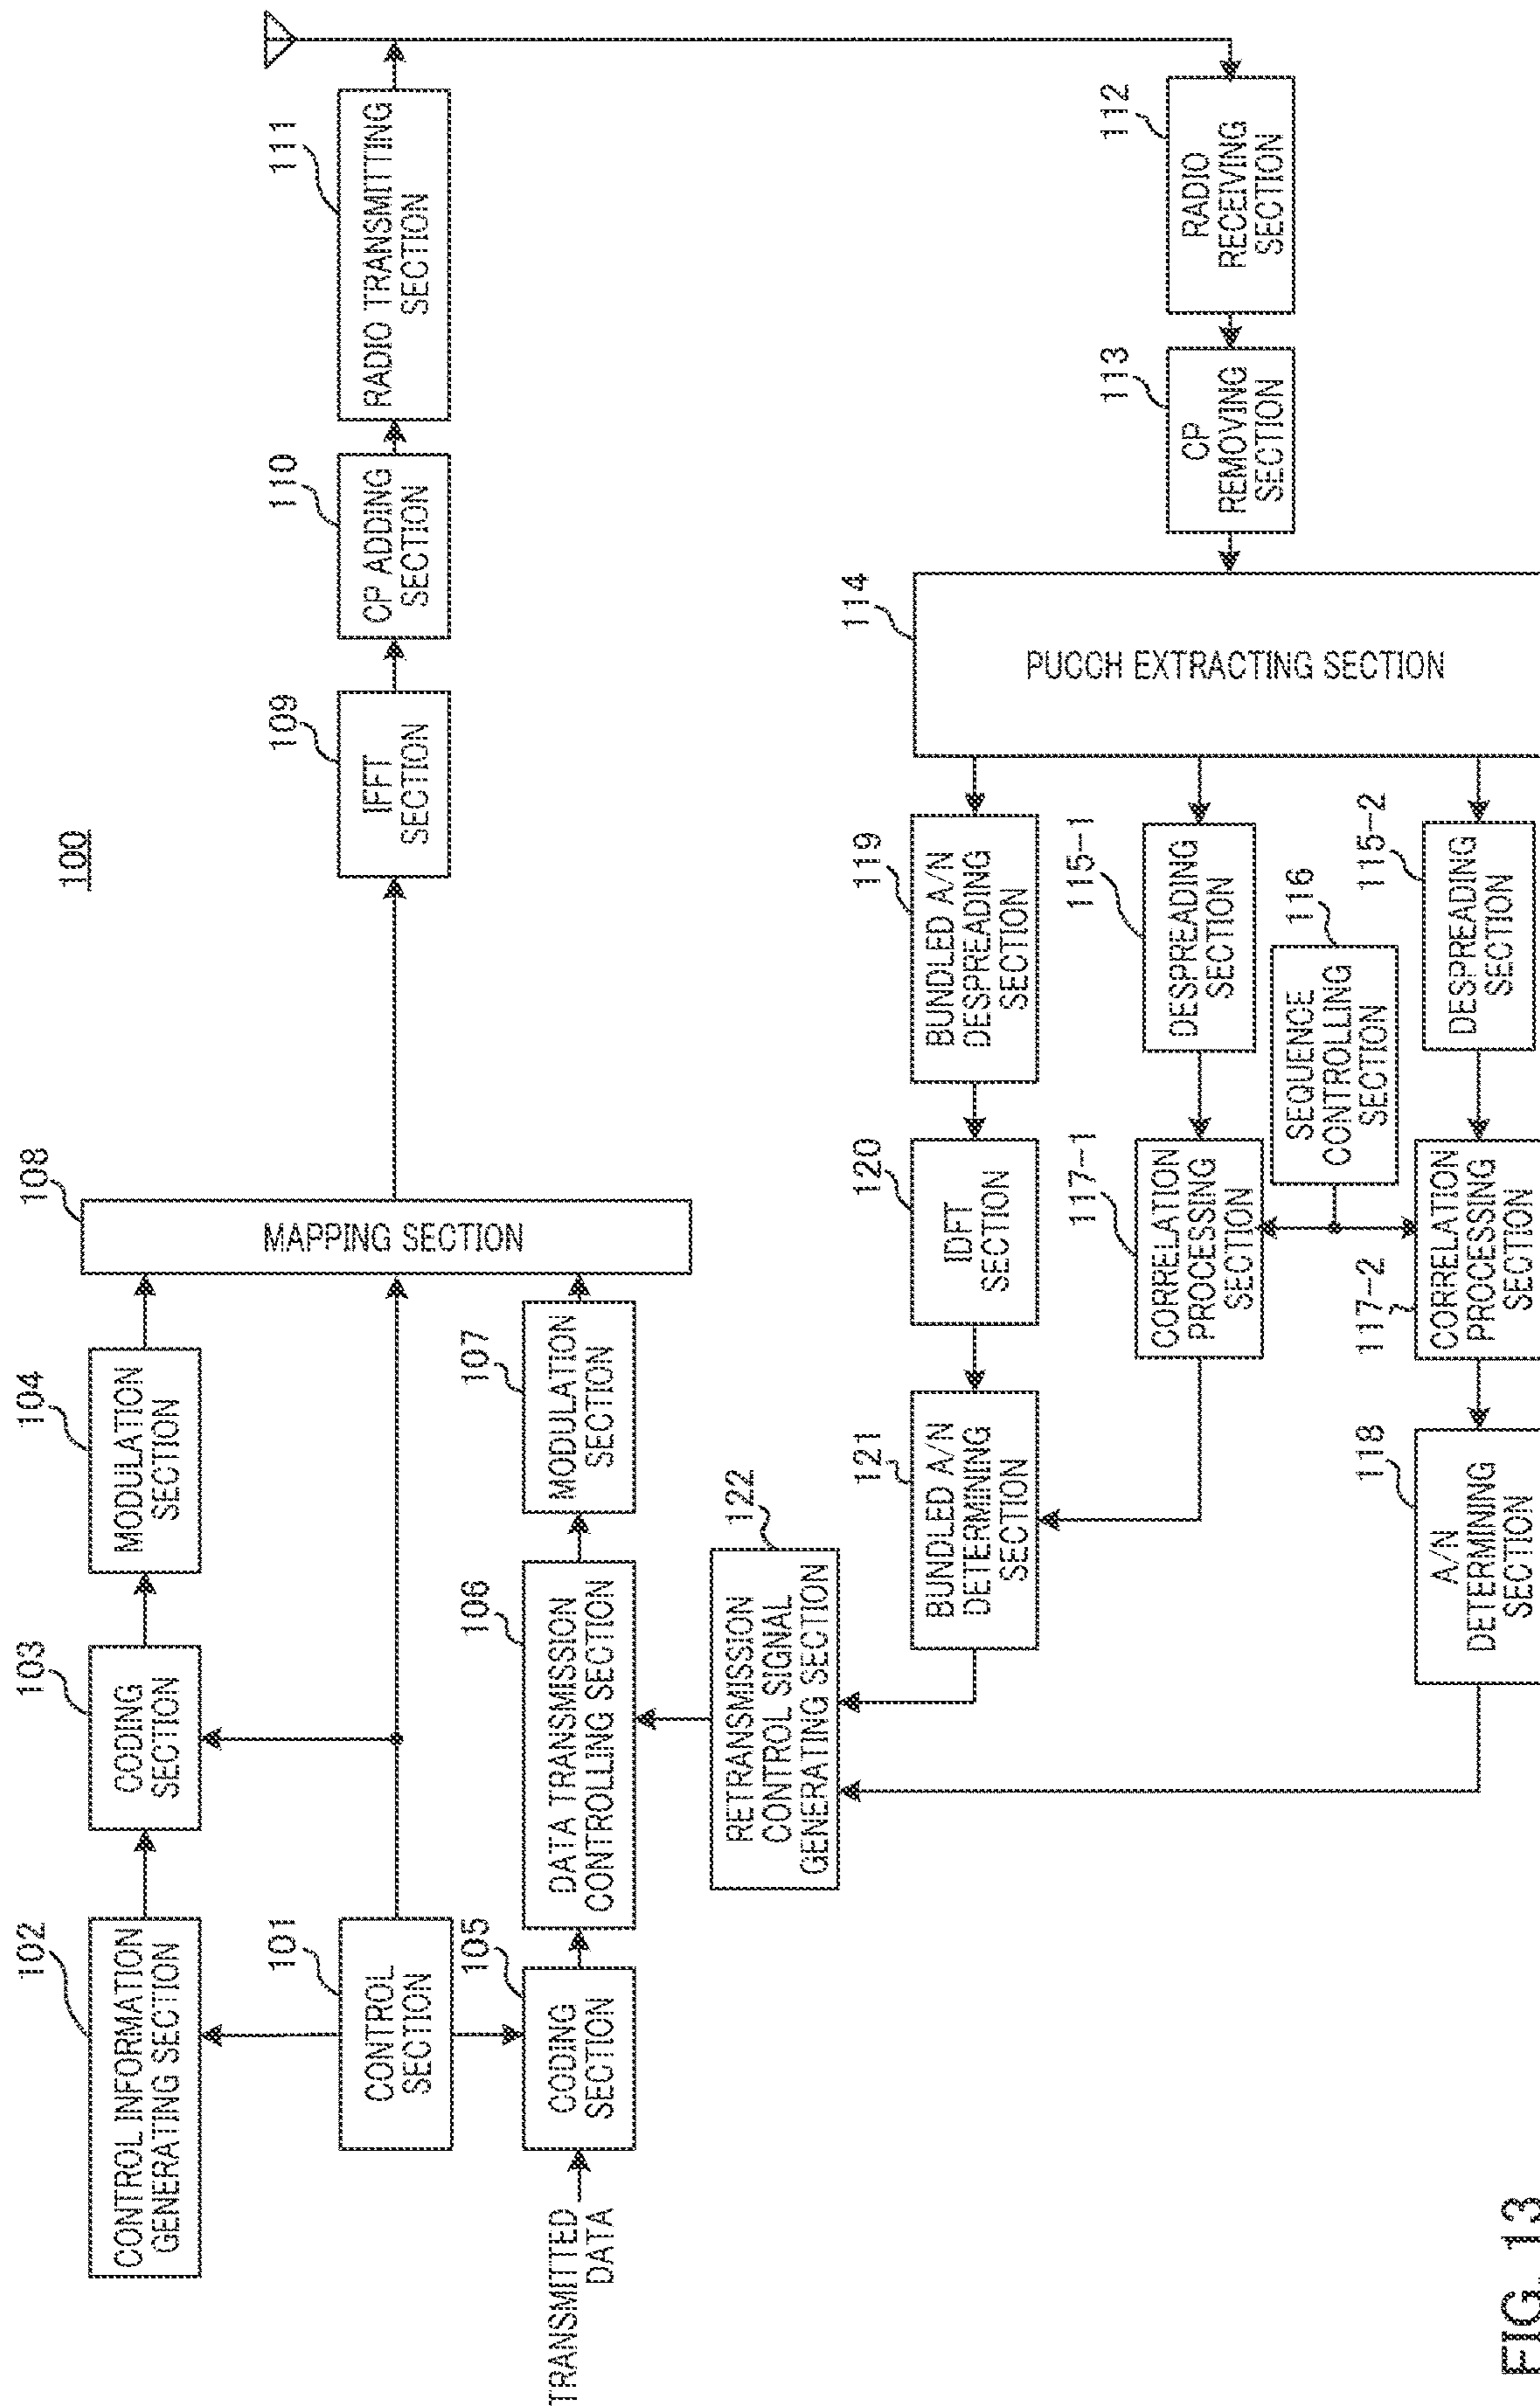 100
102
CONTROL INFORMATION
GENERATING SECTION
103
CODING
SECTION
104
MODULATION
SECTION
108
MAPPING SECTION
109
IFFT
SECTION
110
CP ADDING
SECTION
111
RADIO TRANSMITTING
SECTION
101
CONTROL
SECTION
TRANSMITTED
DATA
105
CODING
SECTION
106
DATA TRANSMISSION
CONTROLLING SECTION
107
MODULATION
SECTION
122
RETRANSMISSION
CONTROL SIGNAL
GENERATING SECTION
121
BUNDLED A/N
DETERMINING
SECTION
120
IDFT
SECTION
119
BUNDLED A/N
DESPREADING
SECTION
114
PUCCH EXTRACTING SECTION
113
CP
REMOVING
SECTION
112
RADIO
RECEIVING
SECTION
117-1
CORRELATION
PROCESSING
SECTION
115-1
DESPREADING
SECTION
116
SEQUENCE
CONTROLLING
SECTION
118
A/N
DETERMINING
SECTION
117-2
CORRELATION
PROCESSING
SECTION
115-2
DESPREADING
SECTION
FIG. 13